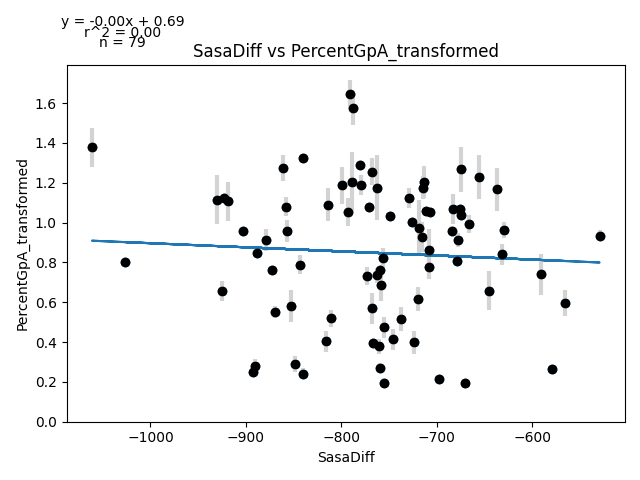 y = -0.00x + 0.69
r^2 = 0.00
n = 79
SasaDiff vs PercentGpA_transformed
PercentGpA_transformed
1.6
1.4
1.2
1.0
0.8
0.6
0.4
0.2
0.0
−1000 −900 −800 −700 −600
SasaDiff